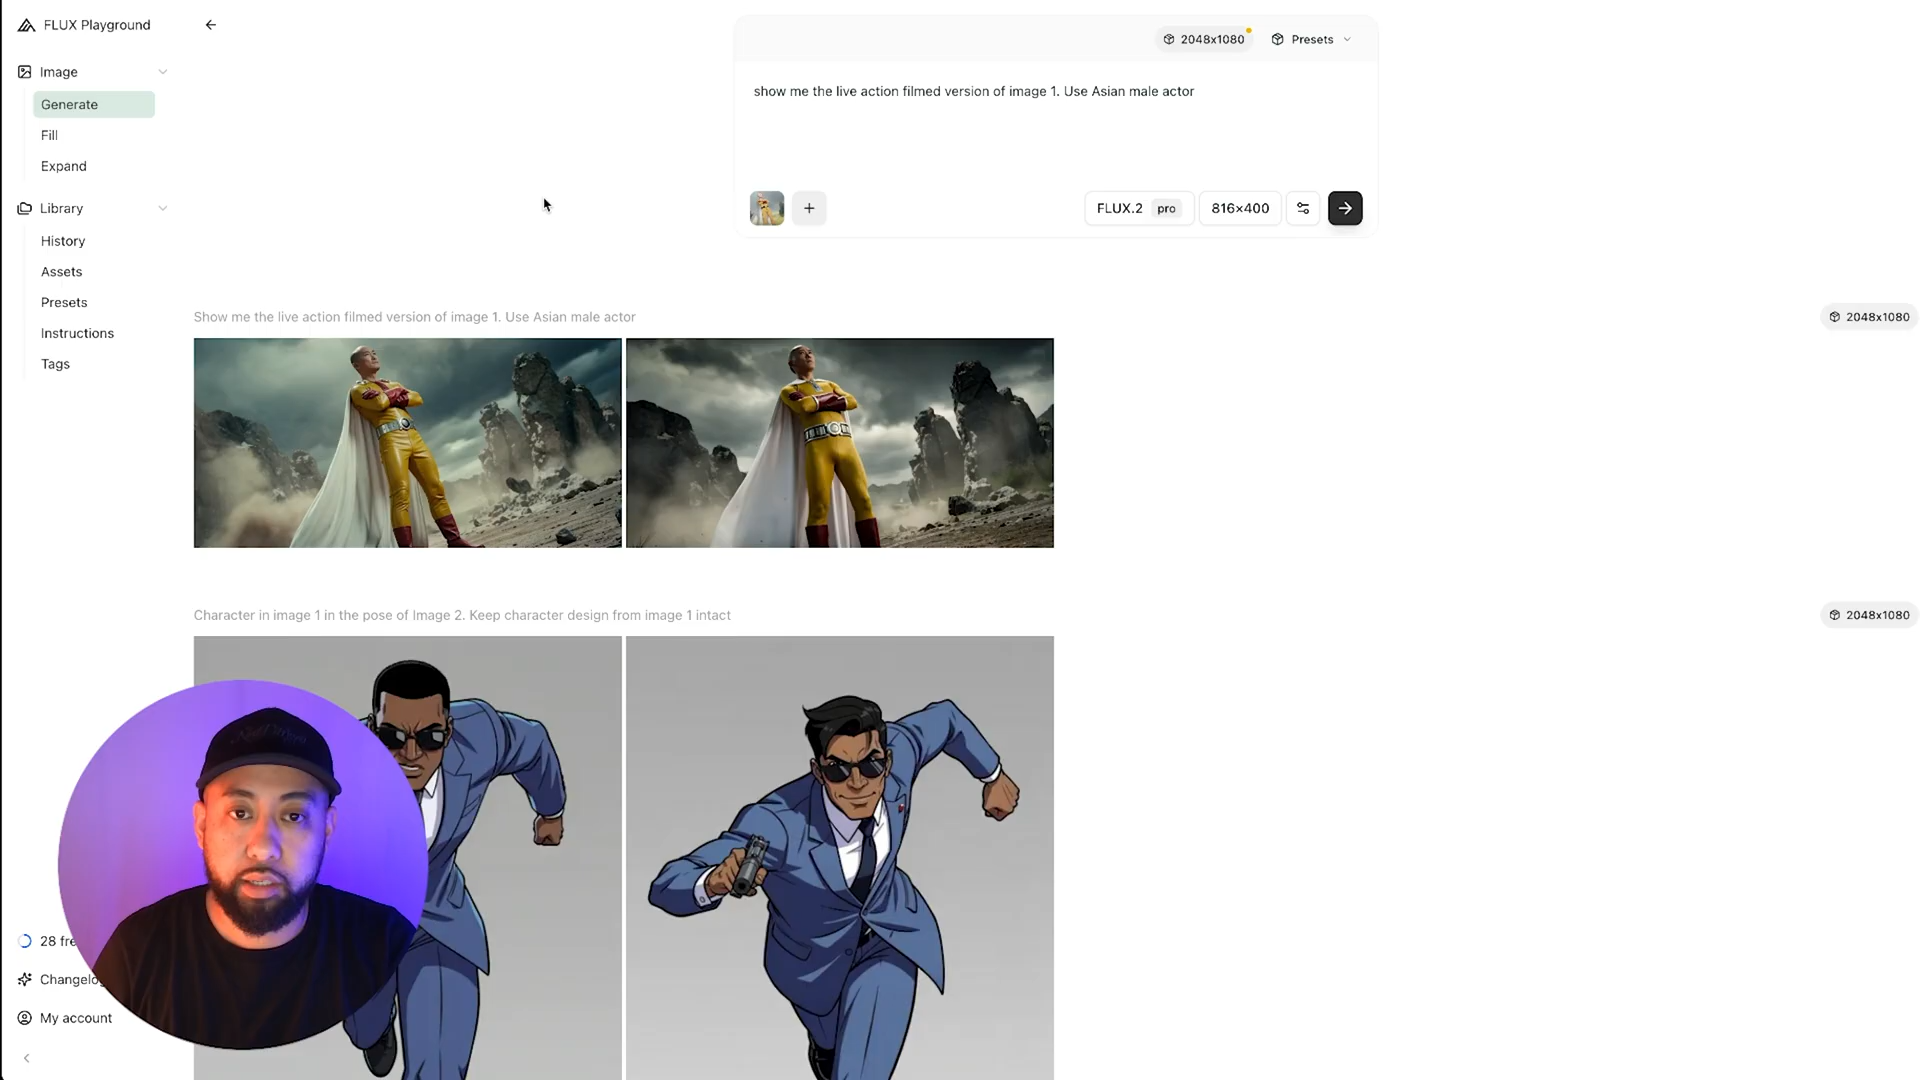 FLUX Playground
Image
Generate
Fill
Expand
Library
History
Assets
Presets
Instructions
Tags
2048x1080
Presets
show me the live action filmed version of image 1. Use Asian male actor
FLUX.2 pro
816×400
Show me the live action filmed version of image 1. Use Asian male actor
2048x1080
Character in image 1 in the pose of Image 2. Keep character design from image 1 intact
2048x1080
28
My account